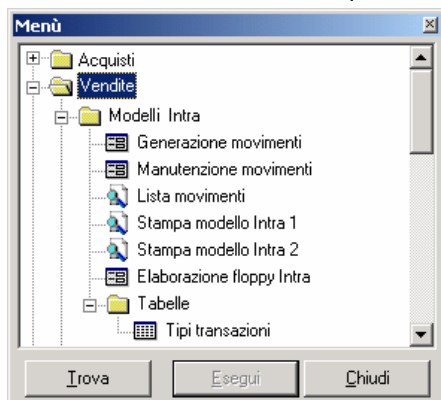 Menù
Acquisti
Vendite
Modelli Intra
Generazione movimenti
Manutenzione movimenti
Lista movimenti
Stampa modello Intra 1
Stampa modello Intra 2
Elaborazione floppy Intra
Tabelle
Tipi transazioni
Trova Esegui Chiudi